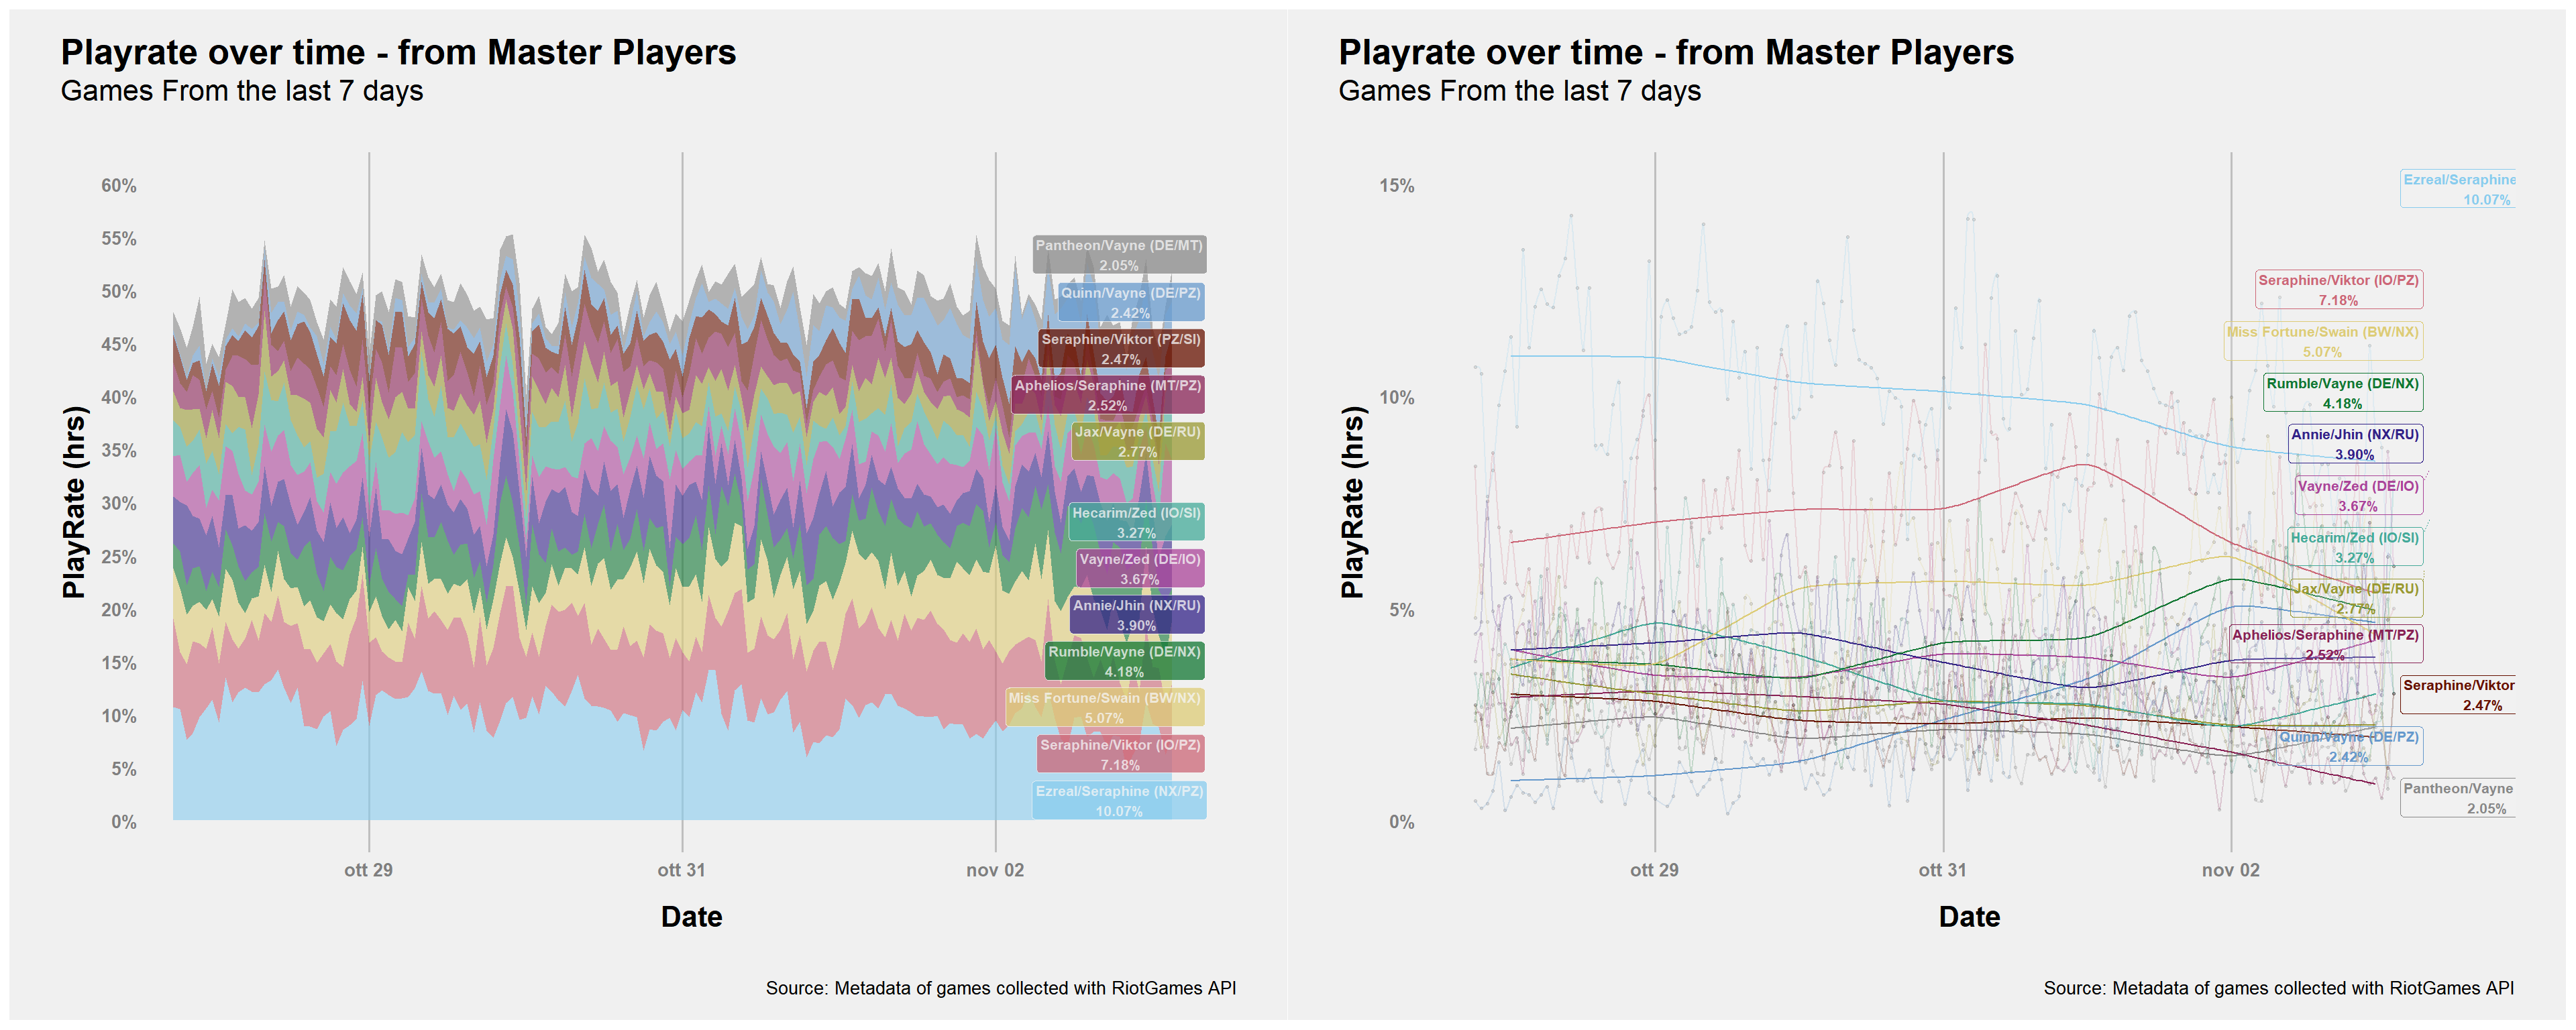 Playrate over time - from Master Players
Games From the last 7 days
PlayRate (hrs)
60%
55%
50%
45%
40%
35%
30%
25%
20%
15%
10%
5%
0%
Pantheon/Vayne (DE/MT)
2.05%
Quinn/Vayne (DE/PZ)
2.42%
Seraphine/Viktor (PZ/SI)
2.47%
Aphelios/Seraphine (MT/PZ)
2.52%
Jax/Vayne (DE/RU)
2.77%
Hecarim/Zed (IO/SI)
3.27%
Vayne/Zed (DE/IO)
3.67%
Annie/Jhin (NX/RU)
3.90%
Rumble/Vayne (DE/NX)
4.18%
Miss Fortune/Swain (BW/NX)
5.07%
Seraphine/Viktor (IO/PZ)
7.18%
Ezreal/Seraphine (NX/PZ)
10.07%
ott 29
ott 31
nov 02
Date
Source: Metadata of games collected with RiotGames API
Playrate over time - from Master Players
Games From the last 7 days
PlayRate (hrs)
15%
10%
5%
0%
Ezreal/Seraphine
10.07%
Seraphine/Viktor (IO/PZ)
7.18%
Miss Fortune/Swain (BW/NX)
5.07%
Rumble/Vayne (DE/NX)
4.18%
Annie/Jhin (NX/RU)
3.90%
Vayne/Zed (DE/IO)
3.67%
Hecarim/Zed (IO/SI)
3.27%
Jax/Vayne (DE/RU)
2.77%
Aphelios/Seraphine (MT/PZ)
2.52%
Seraphine/Viktor
2.47%
Quinn/Vayne (DE/PZ)
2.42%
Pantheon/Vayne
2.05%
ott 29
ott 31
nov 02
Date
Source: Metadata of games collected with RiotGames API